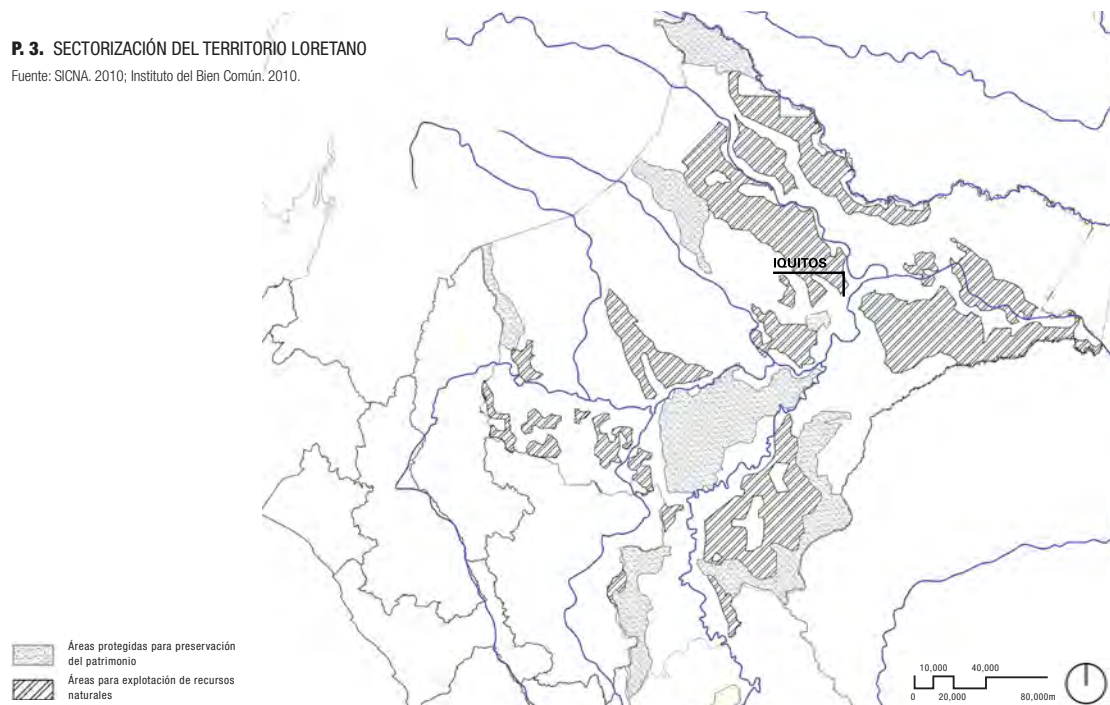 P. 3. SECTORIZACIÓN DEL TERRITORIO LORETANO
Fuente: SICNA. 2010; Instituto del Bien Común. 2010.
IQUITOS
Áreas protegidas para preservación
del patrimonio
Áreas para explotación de recursos
naturales
10,000 40,000
0 20,000 80,000m